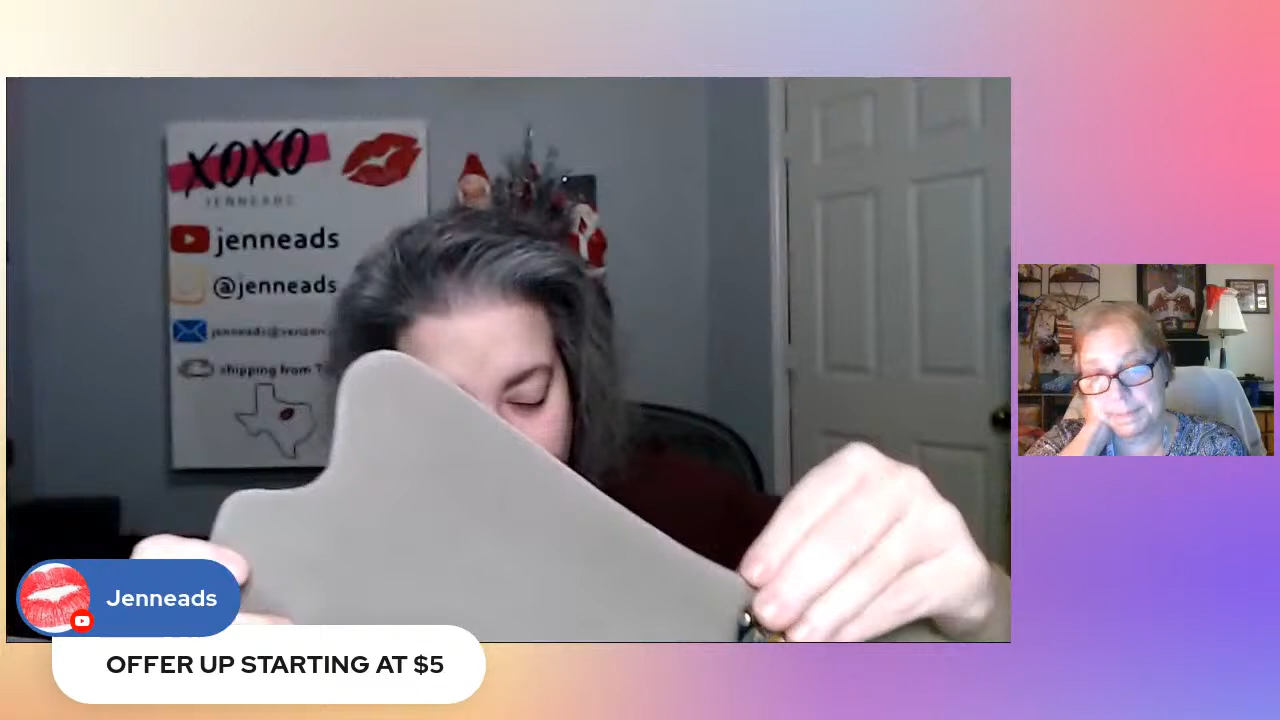 XOXO
JENNEADS
jenneads
@jenneads
shipping from
Jenneads
OFFER UP STARTING AT $5